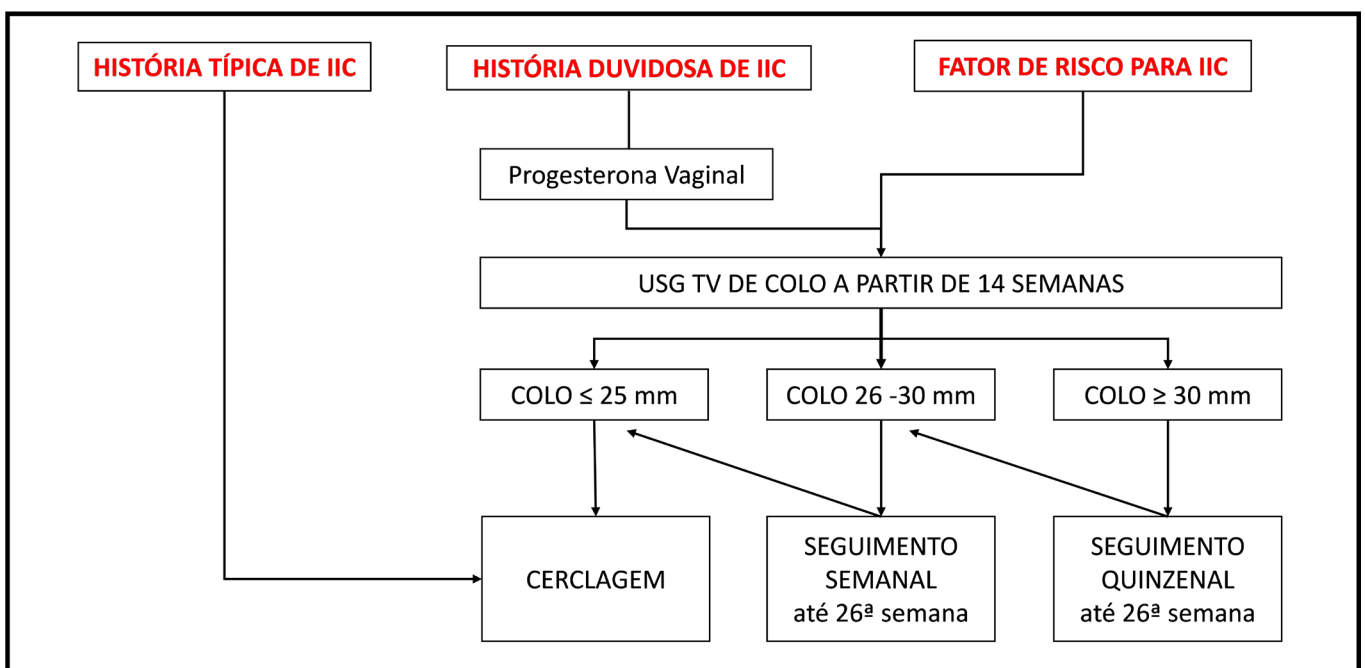 HISTÓRIA TÍPICA DE IIC
HISTÓRIA DUVIDOSA DE IIC
FATOR DE RISCO PARA IIC
Progesterona Vaginal
USG TV DE COLO A PARTIR DE 14 SEMANAS
COLO ≤ 25 mm
COLO 26 -30 mm
COLO ≥ 30 mm
CERCLAGEM
SEGUIMENTO
SEMANAL
até 26ª semana
SEGUIMENTO
QUINZENAL
até 26ª semana